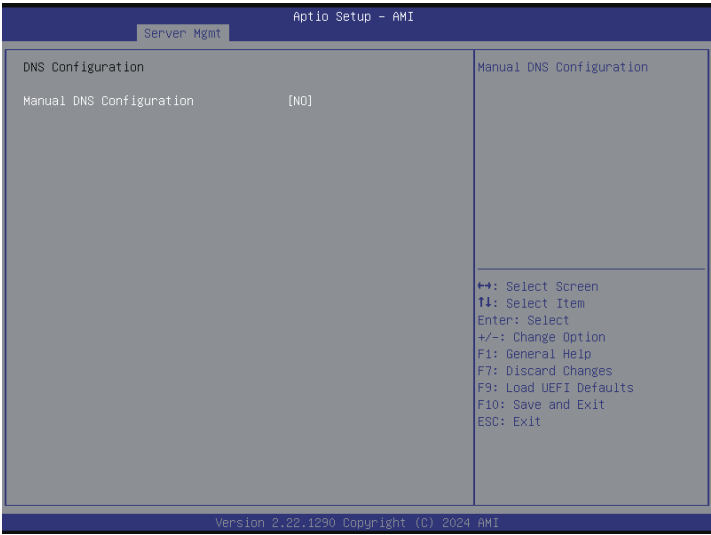 Aptio Setup – AMI
Server Mgmt
DNS Configuration
Manual DNS Configuration [NO]
Manual DNS Configuration
↔: Select Screen
↑↓: Select Item
Enter: Select
+/-: Change Option
F1: General Help
F7: Discard Changes
F9: Load UEFI Defaults
F10: Save and Exit
ESC: Exit
Version 2.22.1290 Copyright (C) 2024 AMI